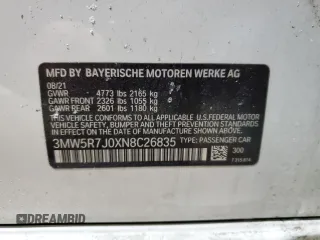 MFD BY BAYERISCHE MOTOREN WERKE AG
08/21
GVWR 4773 lbs 2165 kg
GAWR FRONT 2326 lbs 1055 kg
GAWR REAR 2601 lbs 1180 kg
THIS VEHICLE CONFORMS TO ALL APPLICABLE FEDERAL MOTOR VEHICLE SAFETY, BUMPER, AND THEFT PREVENTION STANDARDS IN EFFECT ON THE DATE OF MANUFACTURE SHOWN ABOVE.
3MW5R7J0XN8C26835 TYPE: PASSENGER CAR
300